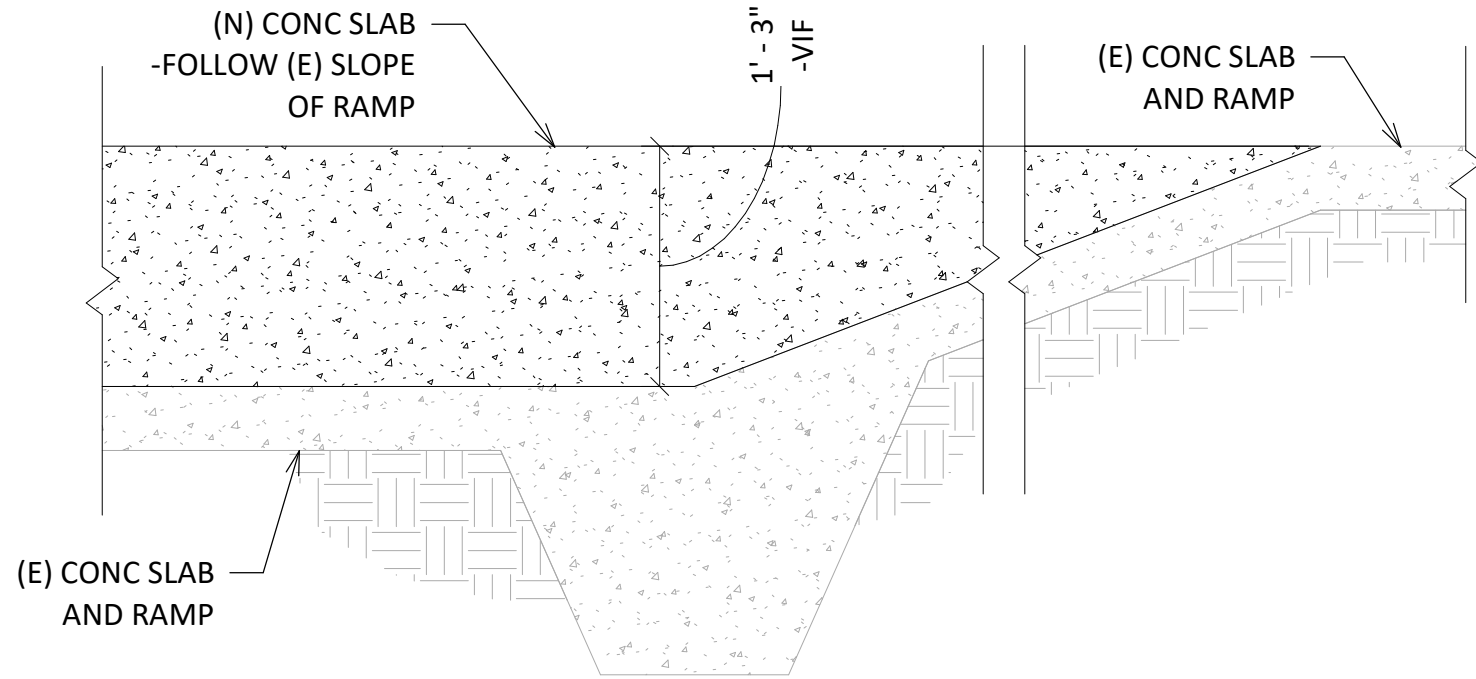 (N) CONC SLAB
-FOLLOW (E) SLOPE
OF RAMP
1' - 3"
-VIF
(E) CONC SLAB
AND RAMP
(E) CONC SLAB
AND RAMP